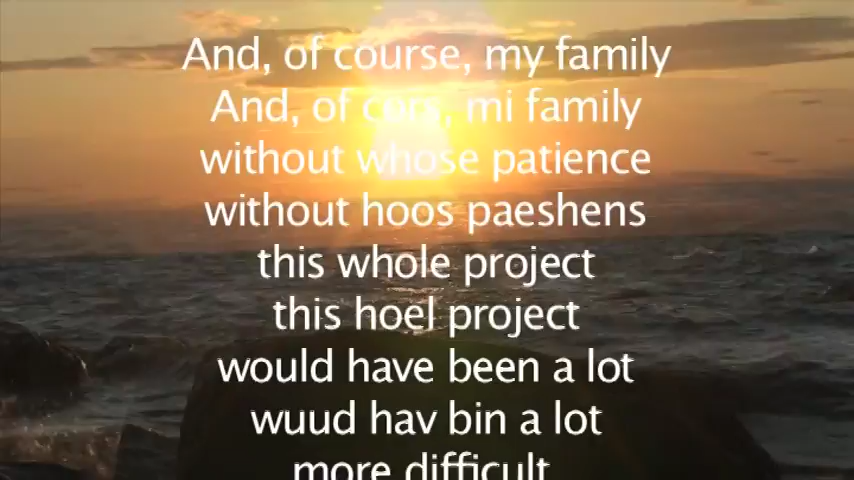 And, of course, my family
And, of cors, mi family
without whose patience
without hoos paeshens
this whole project
this hoel project
would have been a lot
wuud hav bin a lot
more difficult